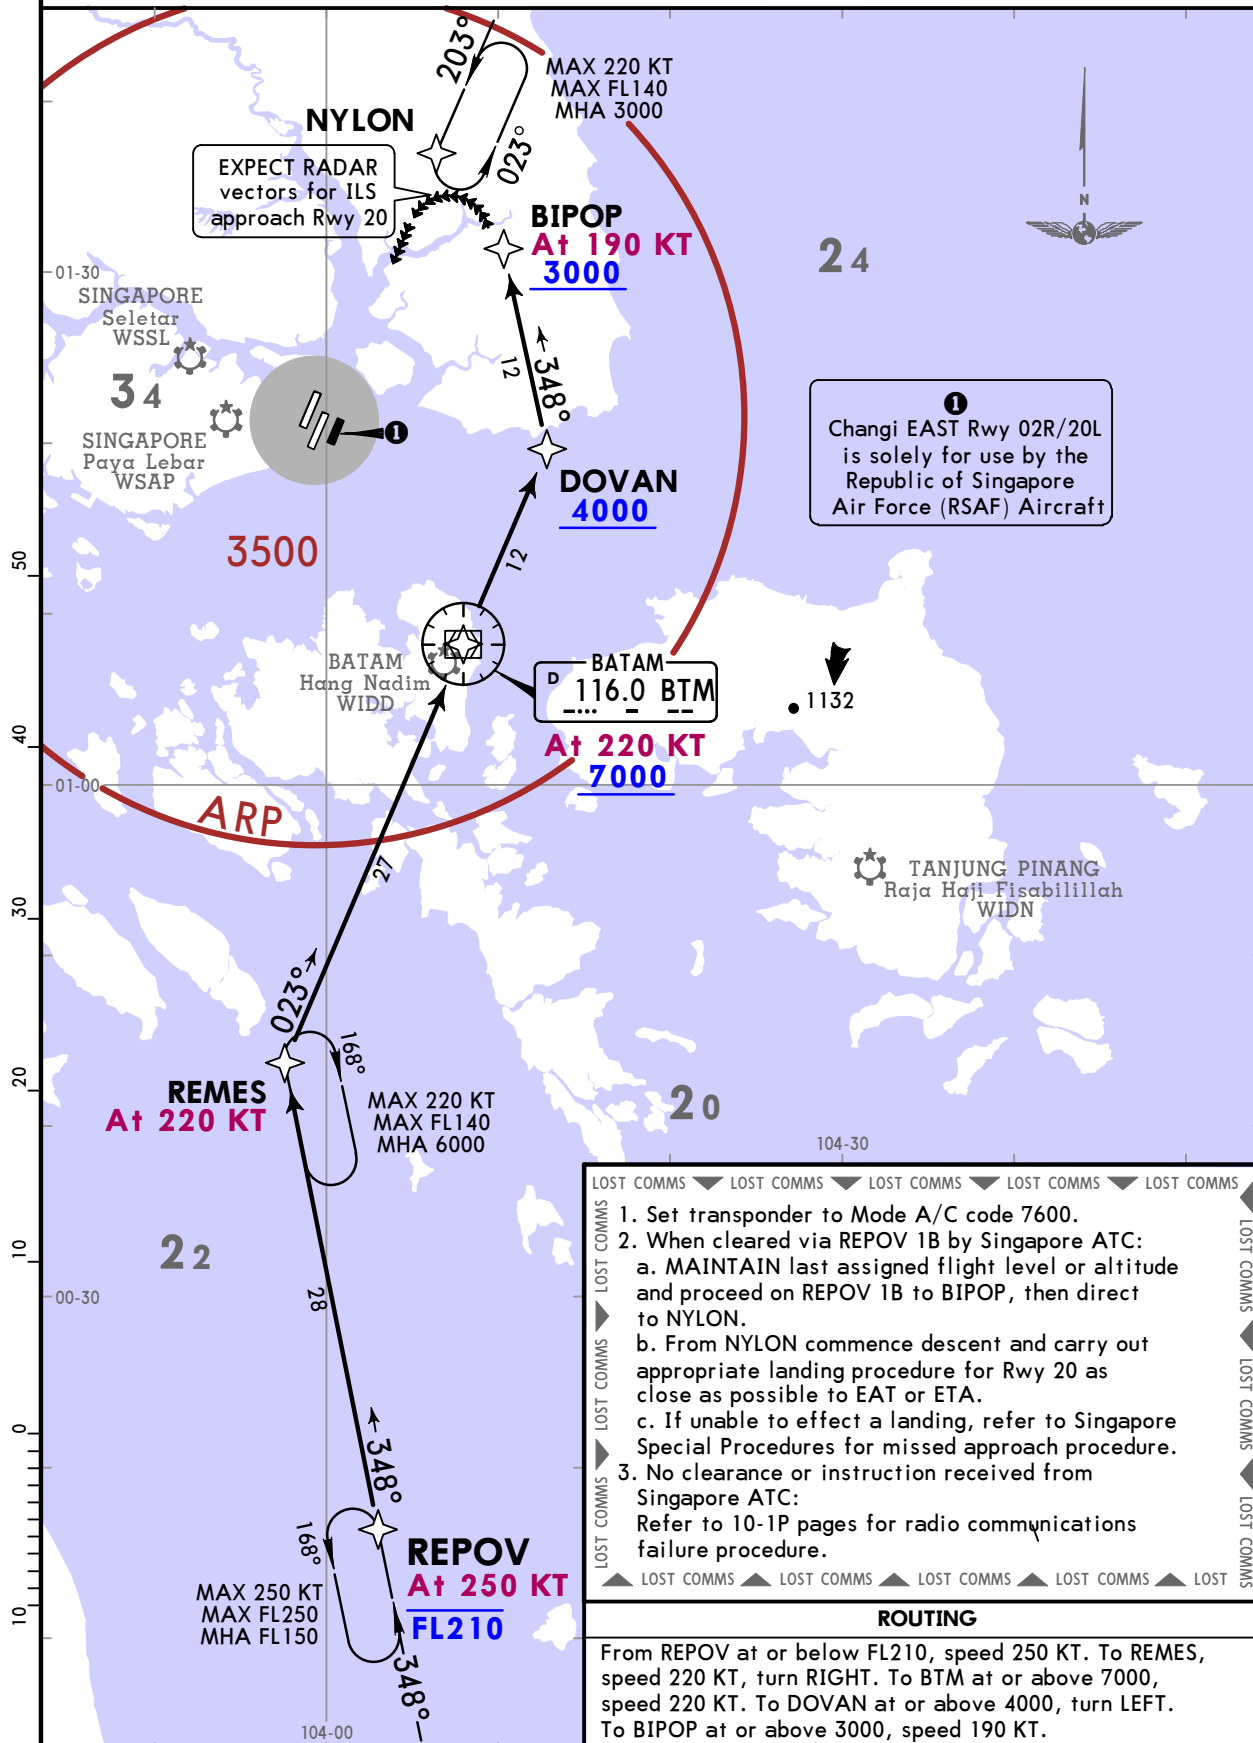 203°
MAX 220 KT
MAX FL140
MHA 3000
NYLON
023°
EXPECT RADAR
vectors for ILS
approach Rwy 20
BIPOP
At 190 KT
3000
N
24
01-30
SINGAPORE
Seletar
WSSL
12
348°
34
SINGAPORE
Paya Lebar
WSAP
1
1
Changi EAST Rwy 02R/20L
is solely for use by the
Republic of Singapore
Air Force (RSAF) Aircraft
DOVAN
4000
3500
12
50
BATAM
Hang Nadim
WIDD
BATAM
D 116.0 BTM
At 220 KT
7000
1132
40
01-00
ARP
27
TANJUNG PINANG
Raja Haji Fisabilillah
WIDN
30
023°
168°
REMES
At 220 KT
MAX 220 KT
MAX FL140
MHA 6000
20
20
104-30
22
10
00-30
28
LOST COMMS LOST COMMS LOST COMMS LOST COMMS LOST COMMS
LOST COMMS
LOST COMMS
LOST COMMS
LOST COMMS
LOST COMMS
LOST COMMS
1. Set transponder to Mode A/C code 7600.
2. When cleared via REPOV 1B by Singapore ATC:
a. MAINTAIN last assigned flight level or altitude
and proceed on REPOV 1B to BIPOP, then direct
to NYLON.
b. From NYLON commence descent and carry out
appropriate landing procedure for Rwy 20 as
close as possible to EAT or ETA.
c. If unable to effect a landing, refer to Singapore
Special Procedures for missed approach procedure.
3. No clearance or instruction received from
Singapore ATC:
Refer to 10-1P pages for radio communications
failure procedure.
LOST COMMS LOST COMMS LOST COMMS LOST COMMS LOST
0
348°
168°
REPOV
At 250 KT
FL210
MAX 250 KT
MAX FL250
MHA FL150
10
348°
104-00
ROUTING
From REPOV at or below FL210, speed 250 KT. To REMES,
speed 220 KT, turn RIGHT. To BTM at or above 7000,
speed 220 KT. To DOVAN at or above 4000, turn LEFT.
To BIPOP at or above 3000, speed 190 KT.